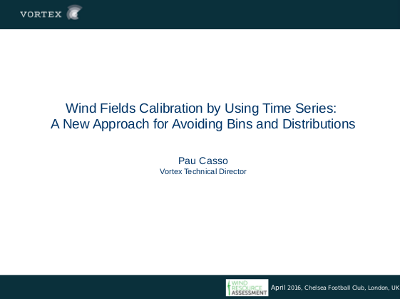 VORTEX
Wind Fields Calibration by Using Time Series:
A New Approach for Avoiding Bins and Distributions
Pau Casso
Vortex Technical Director
WIND
RESOURCE
ASSESSMENT
April 2016, Chelsea Football Club, London, UK